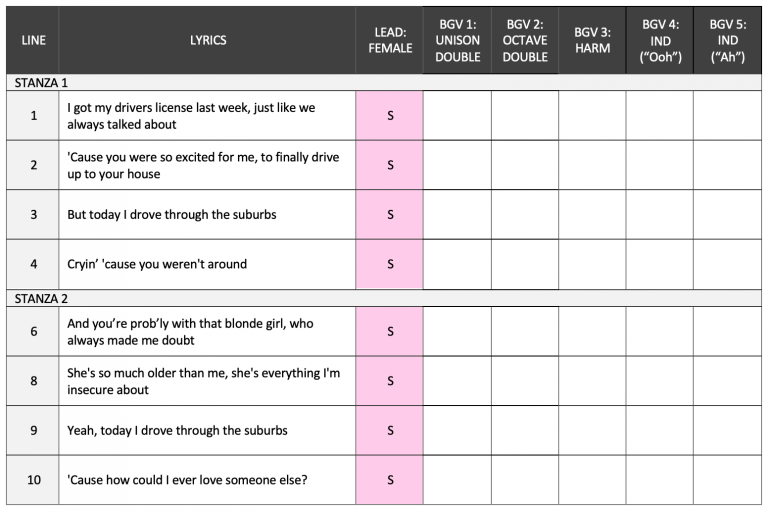 LINE LYRICS LEAD: FEMALE BGV 1: UNISON DOUBLE BGV 2: OCTAVE DOUBLE BGV 3: HARM BGV 4: IND (“Ooh”) BGV 5: IND (“Ah”)
STANZA 1
1 I got my drivers license last week, just like we always talked about S
2 'Cause you were so excited for me, to finally drive up to your house S
3 But today I drove through the suburbs S
4 Cryin’ 'cause you weren't around S
STANZA 2
6 And you’re prob’ly with that blonde girl, who always made me doubt S
8 She's so much older than me, she's everything I'm insecure about S
9 Yeah, today I drove through the suburbs S
10 'Cause how could I ever love someone else? S